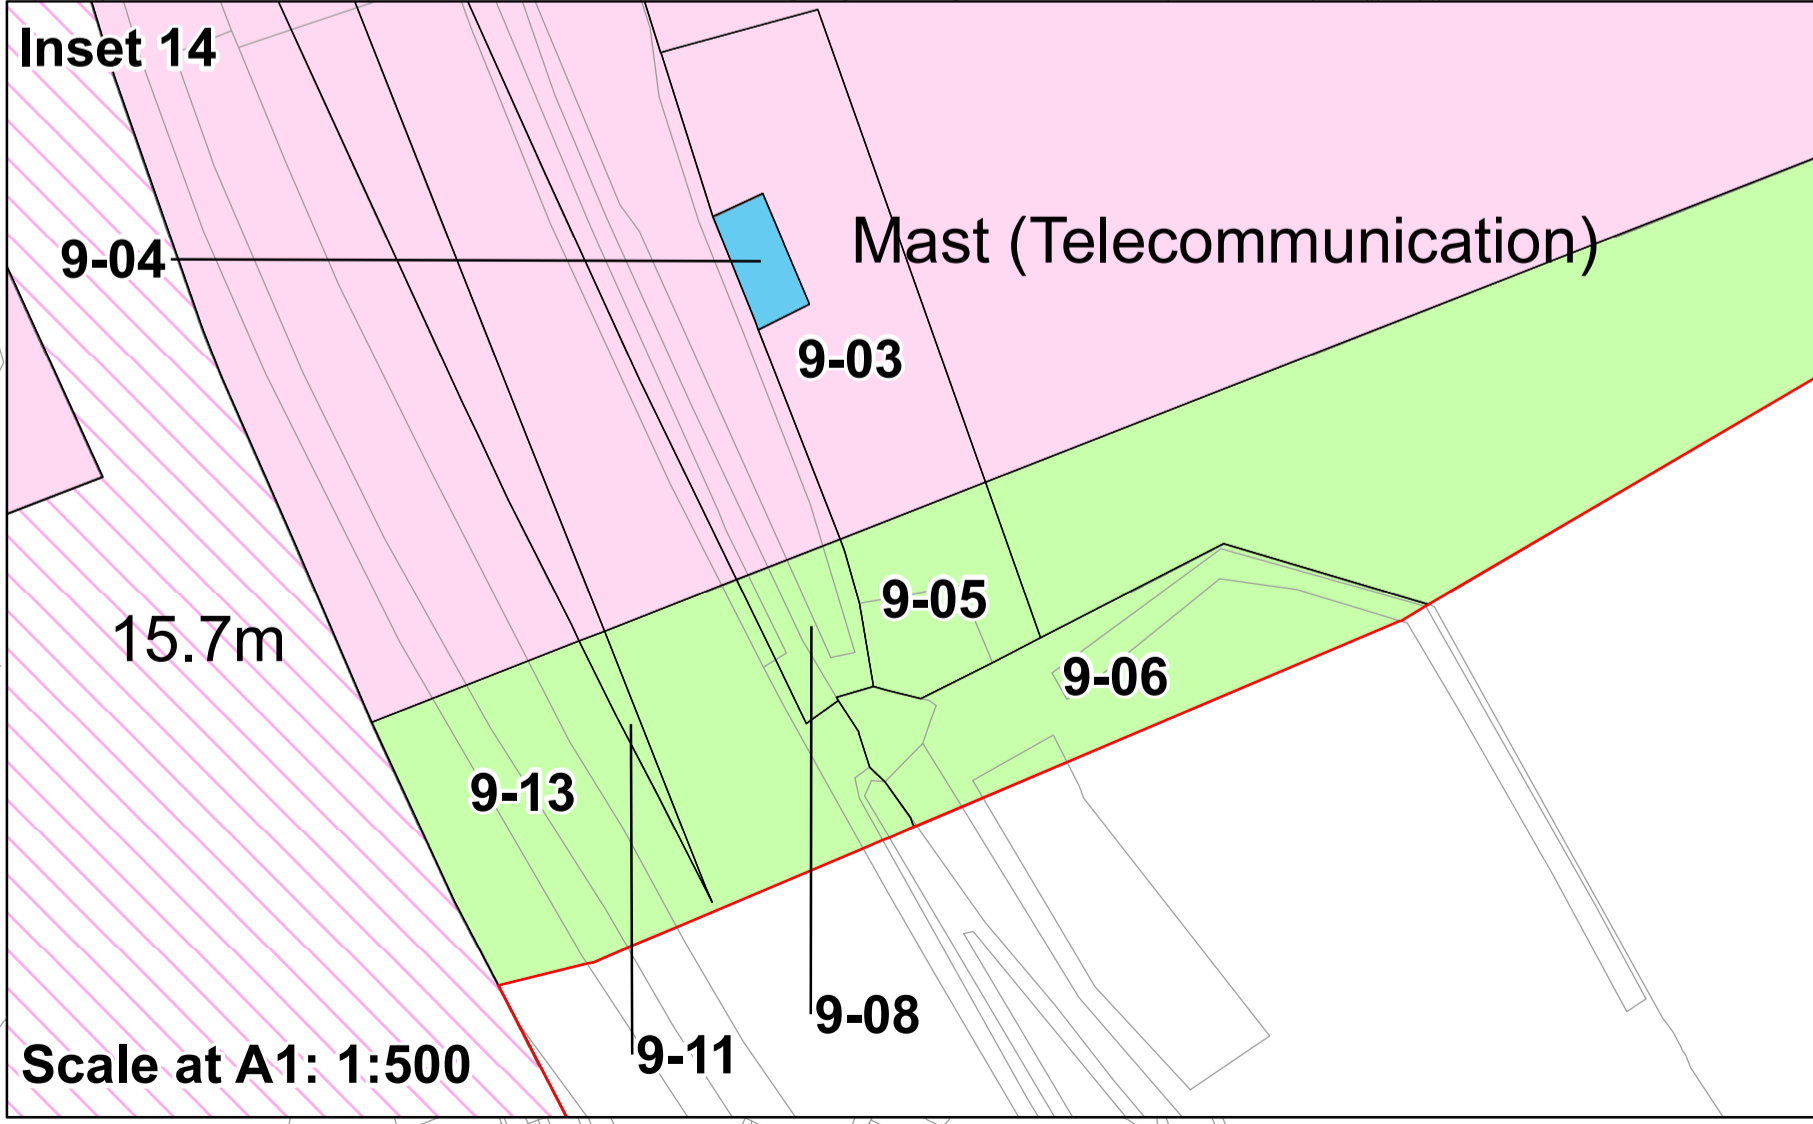 Inset 14
9-04
Mast (Telecommunication)
9-03
9-05
15.7m
9-06
9-13
9-08
9-11
Scale at A1: 1:500